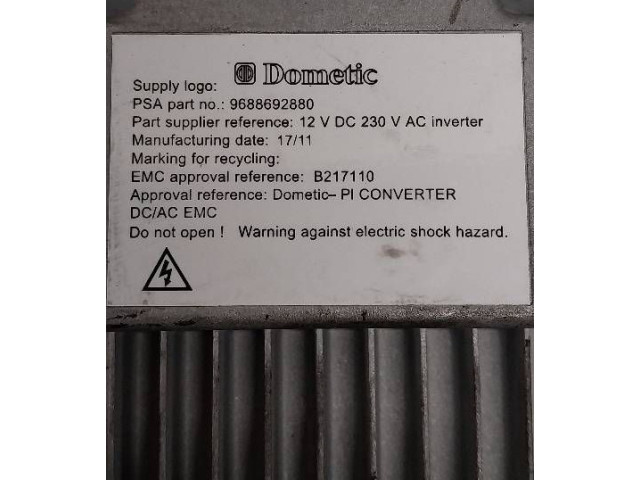 Supply logo: Dometic
PSA part no.: 9688692880
Part supplier reference: 12 V DC 230 V AC inverter
Manufacturing date: 17/11
Marking for recycling:
EMC approval reference: B217110
Approval reference: Dometic– PI CONVERTER
DC/AC EMC
Do not open ! Warning against electric shock hazard.